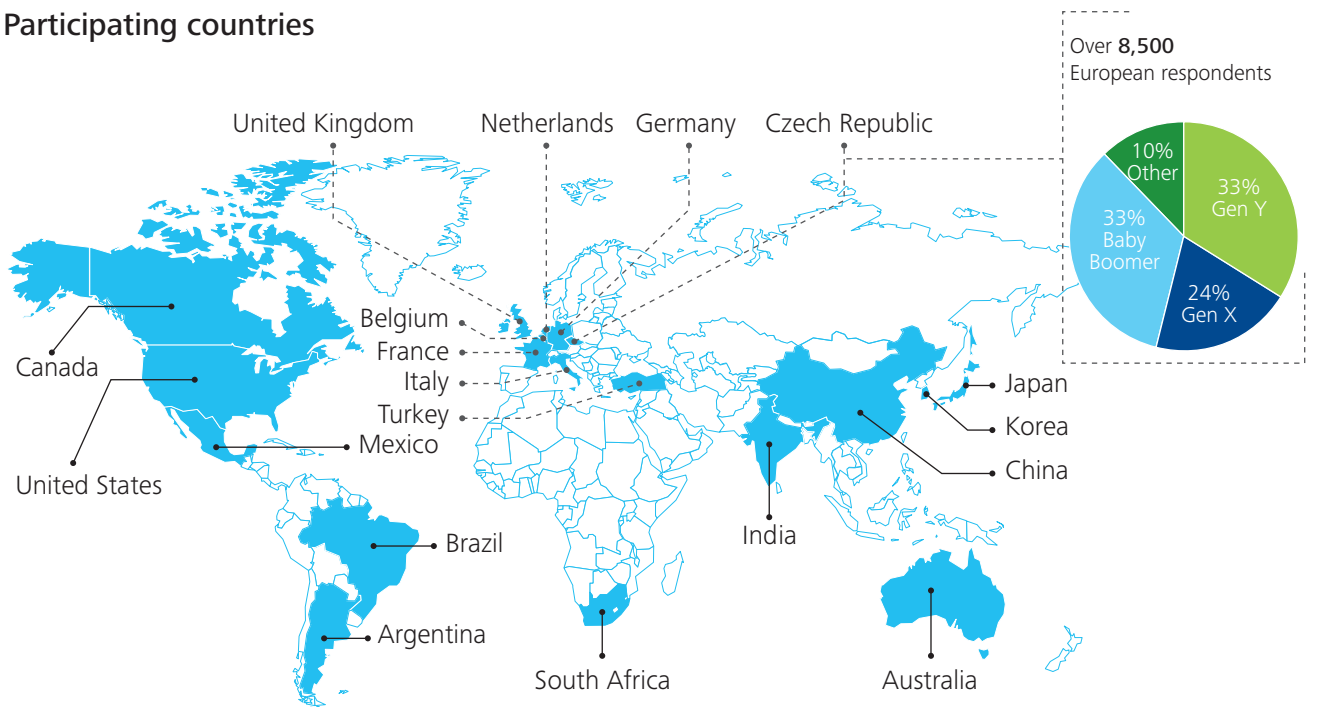 Participating countries
Over 8,500
European respondents
United Kingdom
Netherlands
Germany
Czech Republic
10%
Other
33%
Gen Y
33%
Baby
Boomer
24%
Gen X
Belgium
France
Italy
Turkey
Canada
United States
Mexico
Brazil
Argentina
South Africa
India
Australia
Japan
Korea
China